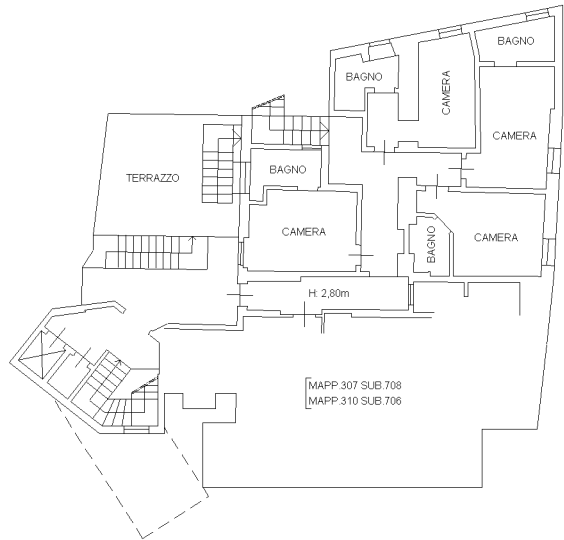 BAGNO
BAGNO
CAMERA
CAMERA
BAGNO
TERRAZZO
CAMERA
BAGNO
CAMERA
H: 2,80m
MAPP.307 SUB.708
MAPP.310 SUB.706